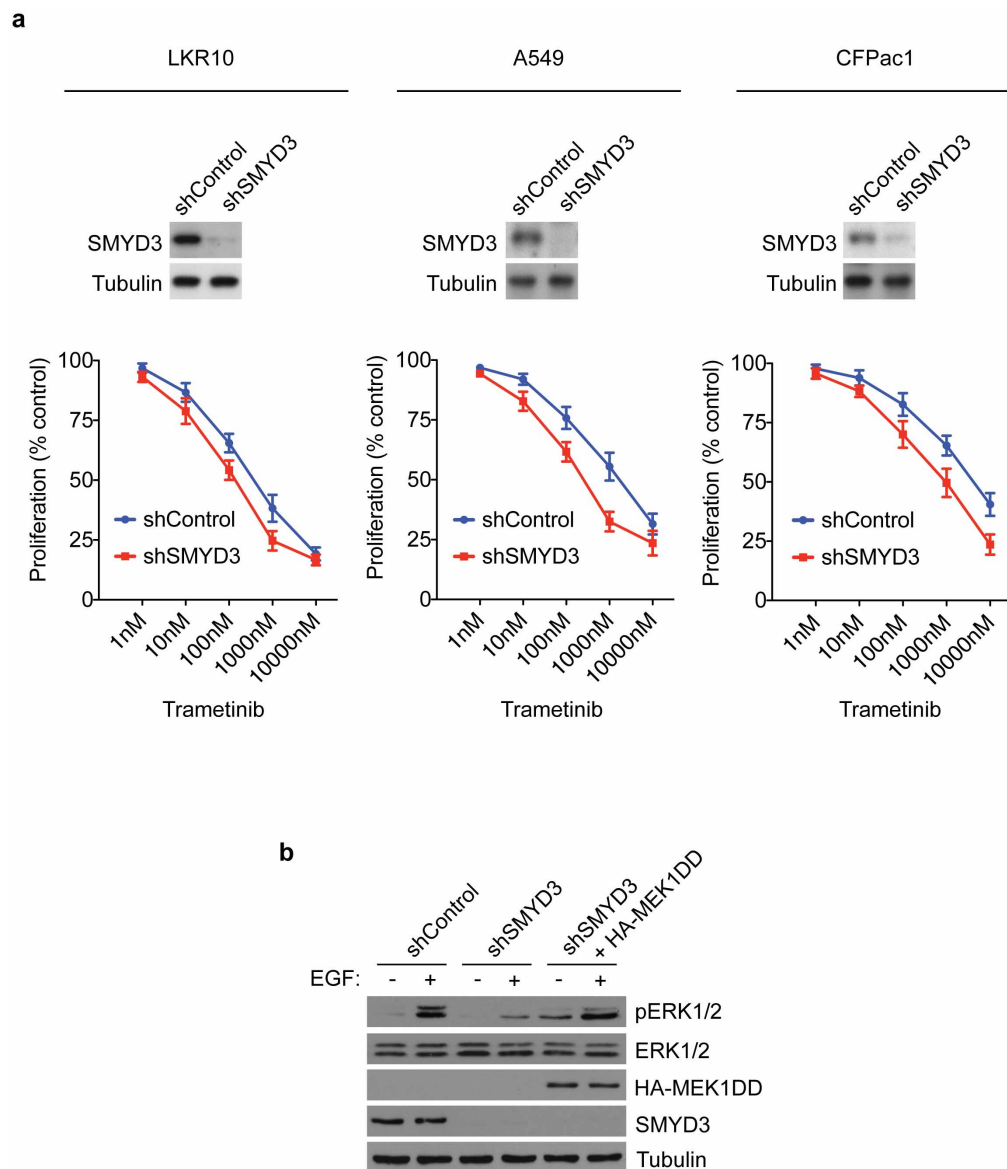 a
LKR10
A549
CFPac1
shControl
shSMYD3
shControl
shSMYD3
shControl
shSMYD3
SMYD3
Tubulin
SMYD3
Tubulin
SMYD3
Tubulin
Proliferation (% control)
100
75
50
25
0
shControl
shSMYD3
1nM
10nM
100nM
1000nM
10000nM
Trametinib
Proliferation (% control)
100
75
50
25
0
shControl
shSMYD3
1nM
10nM
100nM
1000nM
10000nM
Trametinib
Proliferation (% control)
100
75
50
25
0
shControl
shSMYD3
1nM
10nM
100nM
1000nM
10000nM
Trametinib
b
shControl
shSMYD3
shSMYD3
+ HA-MEK1DD
EGF: - + - + - +
pERK1/2
ERK1/2
HA-MEK1DD
SMYD3
Tubulin